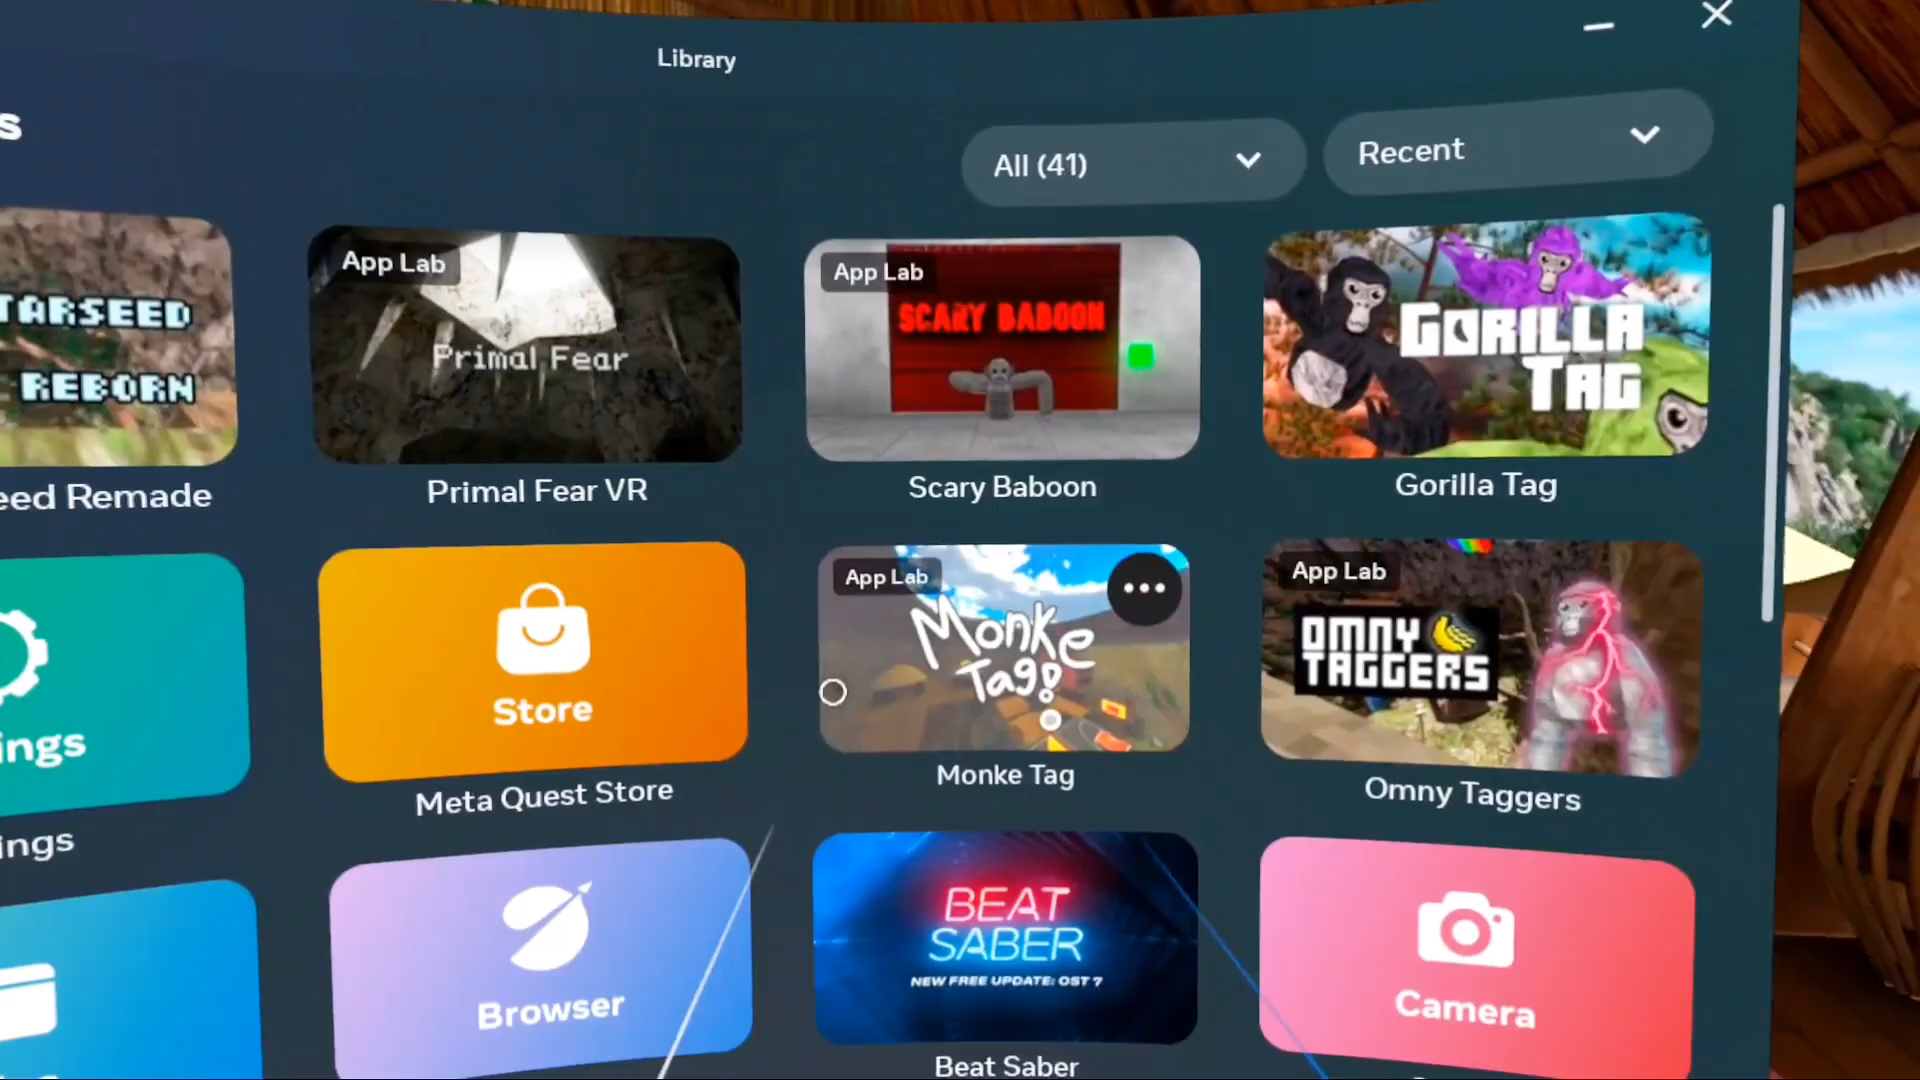 Library
s
All (41)
Recent
TARSEED
REBORN
eed Remade
App Lab
Primal Fear
Primal Fear VR
App Lab
SCARY BABOON
Scary Baboon
GORILLA
TAG
Gorilla Tag
ings
ings
Store
Meta Quest Store
App Lab
Monke
Tag!
Monke Tag
App Lab
OMNY
TAGGERS
Omny Taggers
Browser
BEAT
SABER
NEW FREE UPDATE: OST 7
Beat Saber
Camera